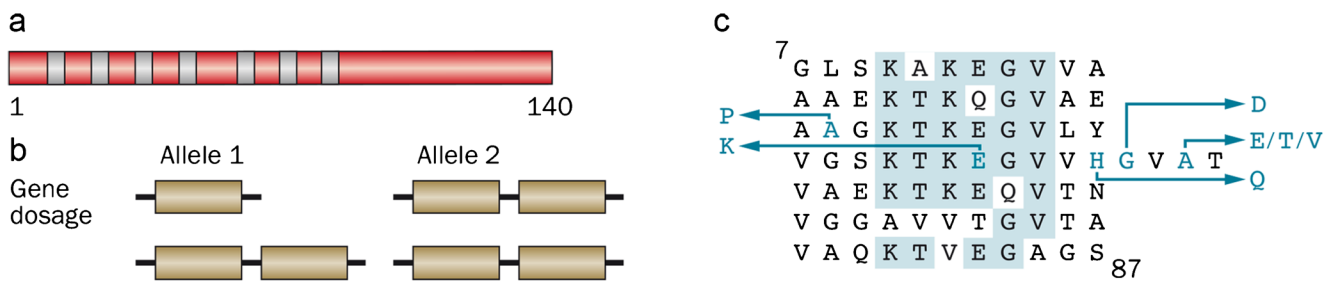 a
1 140
b
Allele 1 Allele 2
Gene
dosage
c
7
G L S K A K E G V V A
A A E K T K Q G V A E
A A G K T K E G V L Y
V G S K T K E G V V H G V A T
V A E K T K E Q V T N
V G G A V V T G V T A
V A Q K T V E G A G S
87
P
K
D
E/T/V
Q